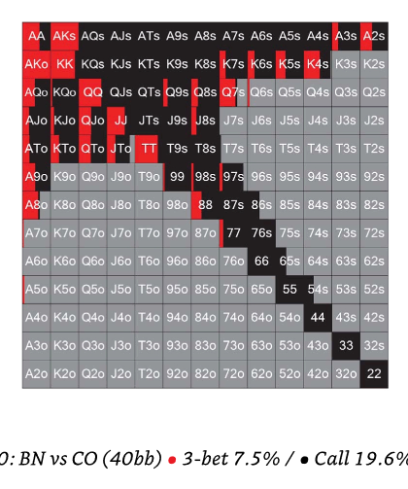 AA AKs AQs AJs ATs A9s A8s A7s A6s A5s A4s A3s A2s
AKo KK KQs KJs KTs K9s K8s K7s K6s K5s K4s K3s K2s
AQo KQo QQ QJs QTs Q9s Q8s Q7s Q6s Q5s Q4s Q3s Q2s
AJo KJo QJo JJ JTs J9s J8s J7s J6s J5s J4s J3s J2s
ATo KTo QTo JTo TT T9s T8s T7s T6s T5s T4s T3s T2s
A9o K9o Q9o J9o T9o 99 98s 97s 96s 95s 94s 93s 92s
A8o K8o Q8o J8o T8o 98o 88 87s 86s 85s 84s 83s 82s
A7o K7o Q7o J7o T7o 97o 87o 77 76s 75s 74s 73s 72s
A6o K6o Q6o J6o T6o 96o 86o 76o 66 65s 64s 63s 62s
A5o K5o Q5o J5o T5o 95o 85o 75o 65o 55 54s 53s 52s
A4o K4o Q4o J4o T4o 94o 84o 74o 64o 54o 44 43s 42s
A3o K3o Q3o J3o T3o 93o 83o 73o 63o 53o 43o 33 32s
A2o K2o Q2o J2o T2o 92o 82o 72o 62o 52o 42o 32o 22
0: BN vs CO (40bb) • 3-bet 7.5% / • Call 19.6%